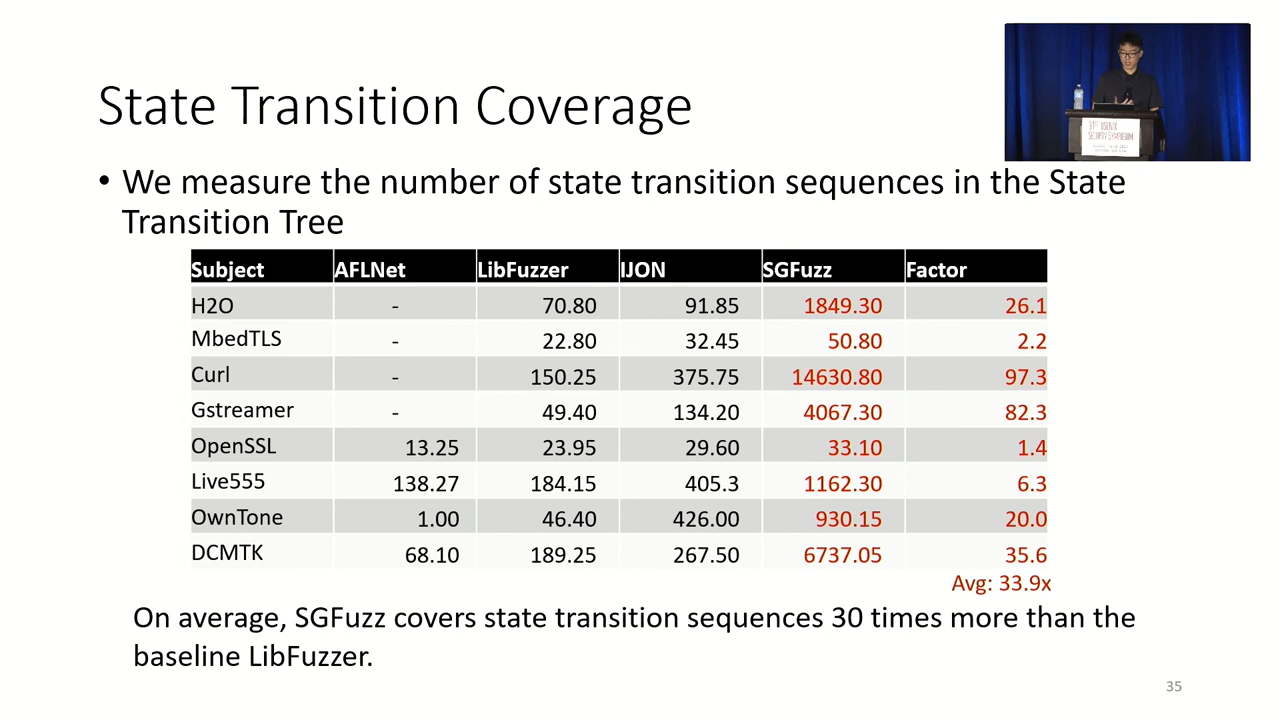 State Transition Coverage
• We measure the number of state transition sequences in the State
Transition Tree
Subject AFLNet LibFuzzer IJON SGFuzz Factor
H2O - 70.80 91.85 1849.30 26.1
MbedTLS - 22.80 32.45 50.80 2.2
Curl - 150.25 375.75 14630.80 97.3
Gstreamer - 49.40 134.20 4067.30 82.3
OpenSSL 13.25 23.95 29.60 33.10 1.4
Live555 138.27 184.15 405.3 1162.30 6.3
OwnTone 1.00 46.40 426.00 930.15 20.0
DCMTK 68.10 189.25 267.50 6737.05 35.6
Avg: 33.9x
On average, SGFuzz covers state transition sequences 30 times more than the
baseline LibFuzzer.
35
USENIX
SECURITY SYMPOSIUM